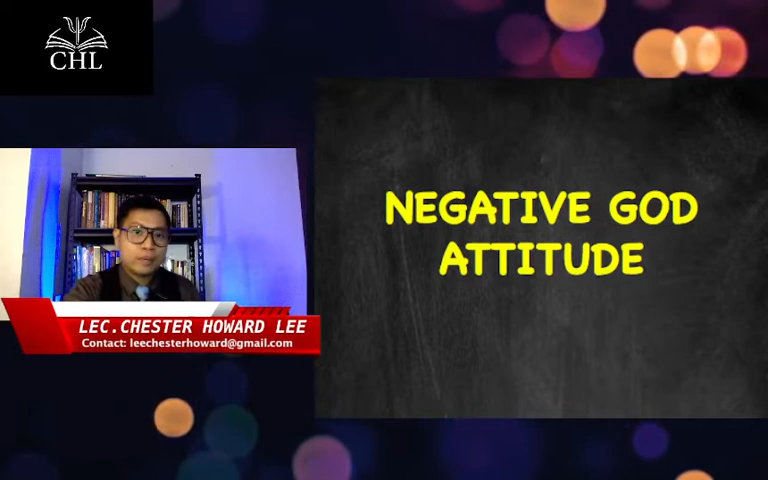 CHL
NEGATIVE GOD
ATTITUDE
LEC.CHESTER HOWARD LEE
Contact: leechesterhoward@gmail.com